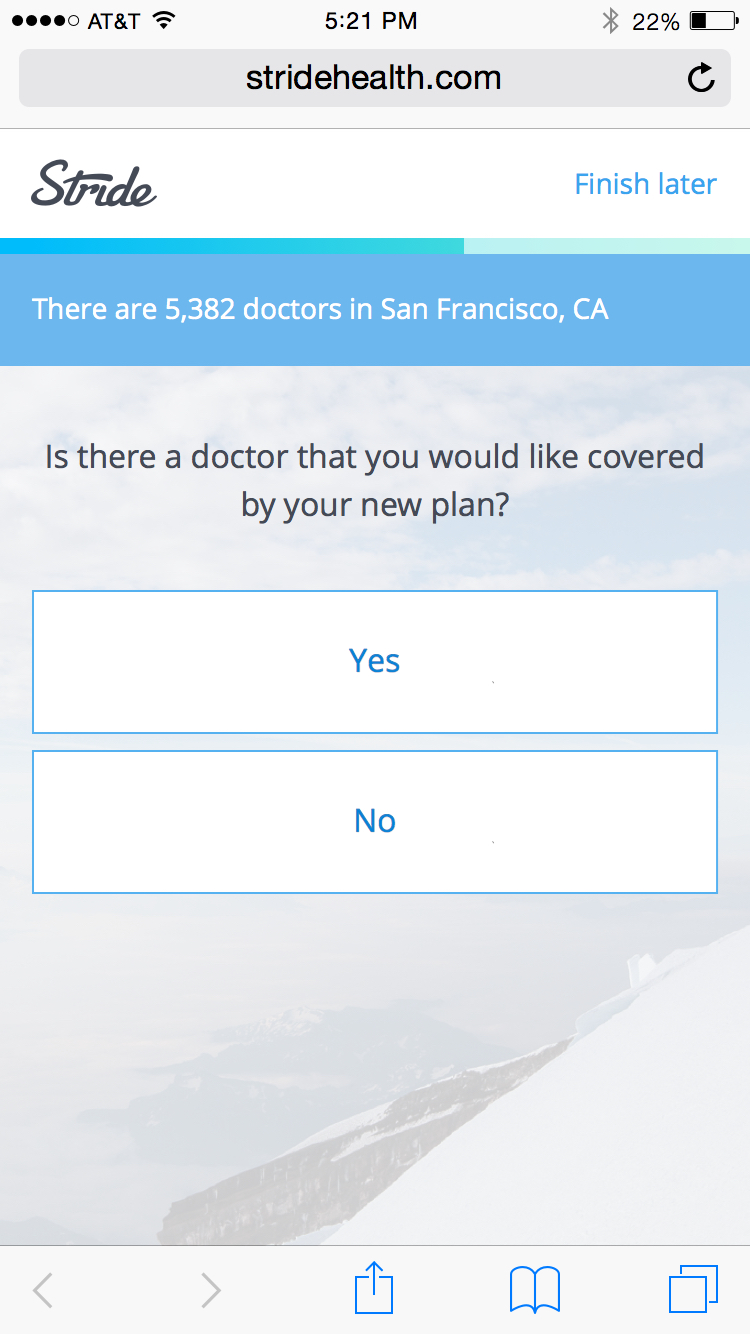 AT&T 5:21 PM 22%
stridehealth.com
Stride Finish later
There are 5,382 doctors in San Francisco, CA
Is there a doctor that you would like covered
by your new plan?
Yes
No